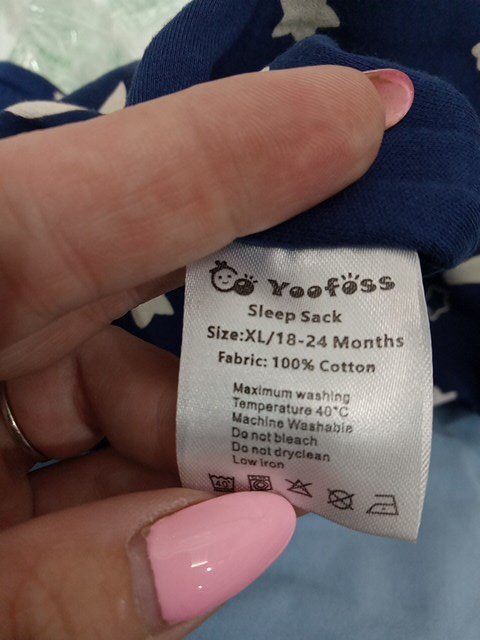 Yoofoss
Sleep Sack
Size:XL/18-24 Months
Fabric: 100% Cotton
Maximum washing
Temperature 40°C
Machine Washable
Do not bleach
Do not dryclean
Low iron
40